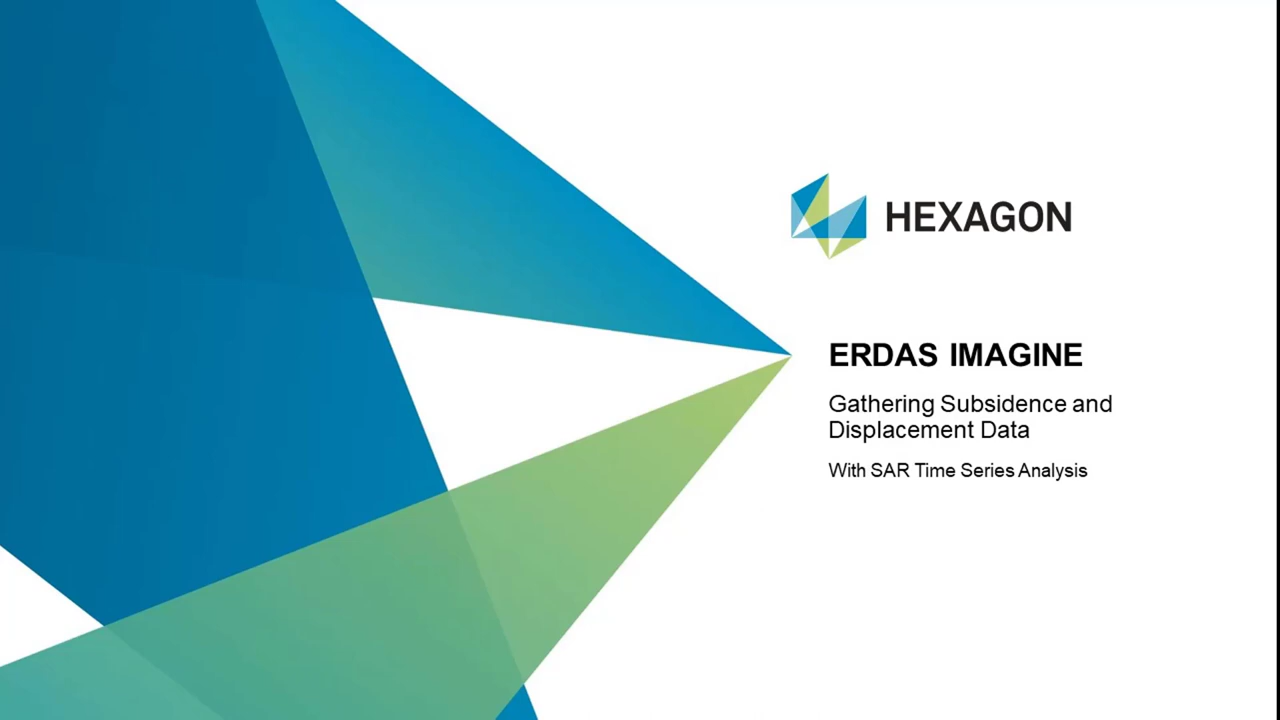 HEXAGON
ERDAS IMAGINE
Gathering Subsidence and
Displacement Data
With SAR Time Series Analysis